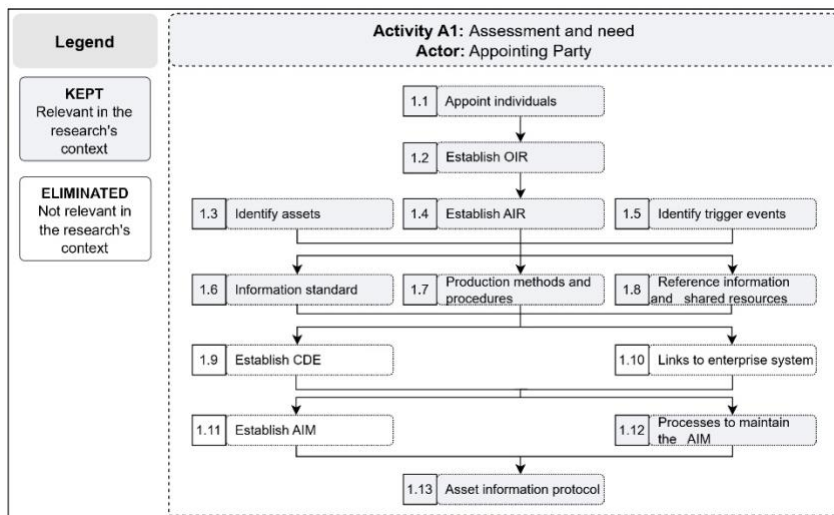 Legend
KEPT
Relevant in the
research's
context
ELIMINATED
Not relevant in
the research's
context
Activity A1: Assessment and need
Actor: Appointing Party
1.1 Appoint individuals
1.2 Establish OIR
1.3 Identify assets
1.4 Establish AIR
1.5 Identify trigger events
1.6 Information standard
1.7 Production methods and
procedures
1.8 Reference information
and shared resources
1.9 Establish CDE
1.10 Links to enterprise system
1.11 Establish AIM
1.12 Processes to maintain
the AIM
1.13 Asset information protocol